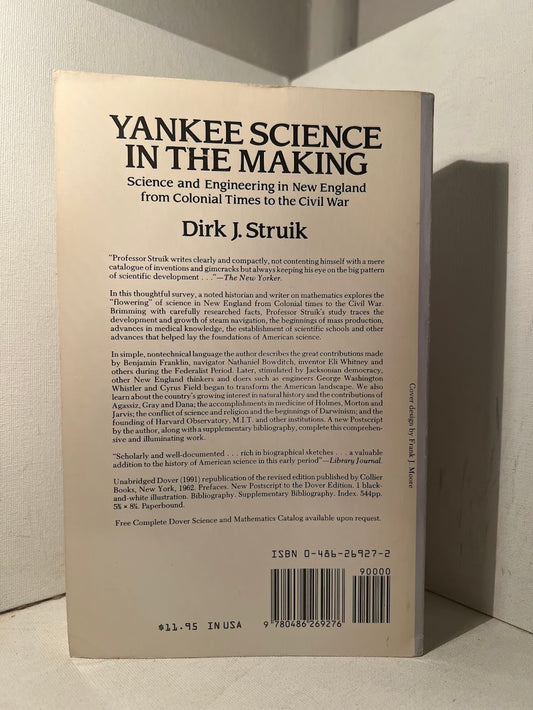 YANKEE SCIENCE
IN THE MAKING
Science and Engineering in New England
from Colonial Times to the Civil War
Dirk J. Struik
"Professor Struik writes clearly and compactly, not contenting himself with a mere
catalogue of inventions and gimcracks but always keeping his eye on the big pattern
of scientific development . . ."—The New Yorker.
In this thoughtful survey, a noted historian and writer on mathematics explores the
"flowering" of science in New England from Colonial times to the Civil War.
Brimming with carefully researched facts, Professor Struik's study traces the
development and growth of steam navigation, the beginnings of mass production,
advances in medical knowledge, the establishment of scientific schools and other
advances that helped lay the foundations of American science.
In simple, nontechnical language the author describes the great contributions made
by Benjamin Franklin, navigator Nathaniel Bowditch, inventor Eli Whitney and
others during the Federalist Period. Later, stimulated by Jacksonian democracy,
other New England thinkers and doers such as engineers George Washington
Whistler and Cyrus Field began to transform the American landscape. We also
learn about the country's growing interest in natural history and the contributions of
Agassiz, Gray and Dana; the accomplishments in medicine of Holmes, Morton and
Jarvis; the conflict of science and religion and the beginnings of Darwinism; and the
founding of Harvard Observatory, M.I.T. and other institutions. A new Postscript
by the author, along with a supplementary bibliography, complete this comprehen-
sive and illuminating work.
"Scholarly and well-documented . . . rich in biographical sketches . . . a valuable
addition to the history of American science in this early period"—Library Journal.
Unabridged Dover (1991) republication of the revised edition published by Collier
Books, New York, 1962. Prefaces. New Postscript to the Dover Edition. 1 black-
and-white illustration. Bibliography. Supplementary Bibliography. Index. 544pp.
5⅜ × 8½. Paperbound.
Free Complete Dover Science and Mathematics Catalog available upon request.
Cover design by Frank J. Moore
ISBN 0-486-26927-2
90000
9 780486 269276
$11.95 IN USA